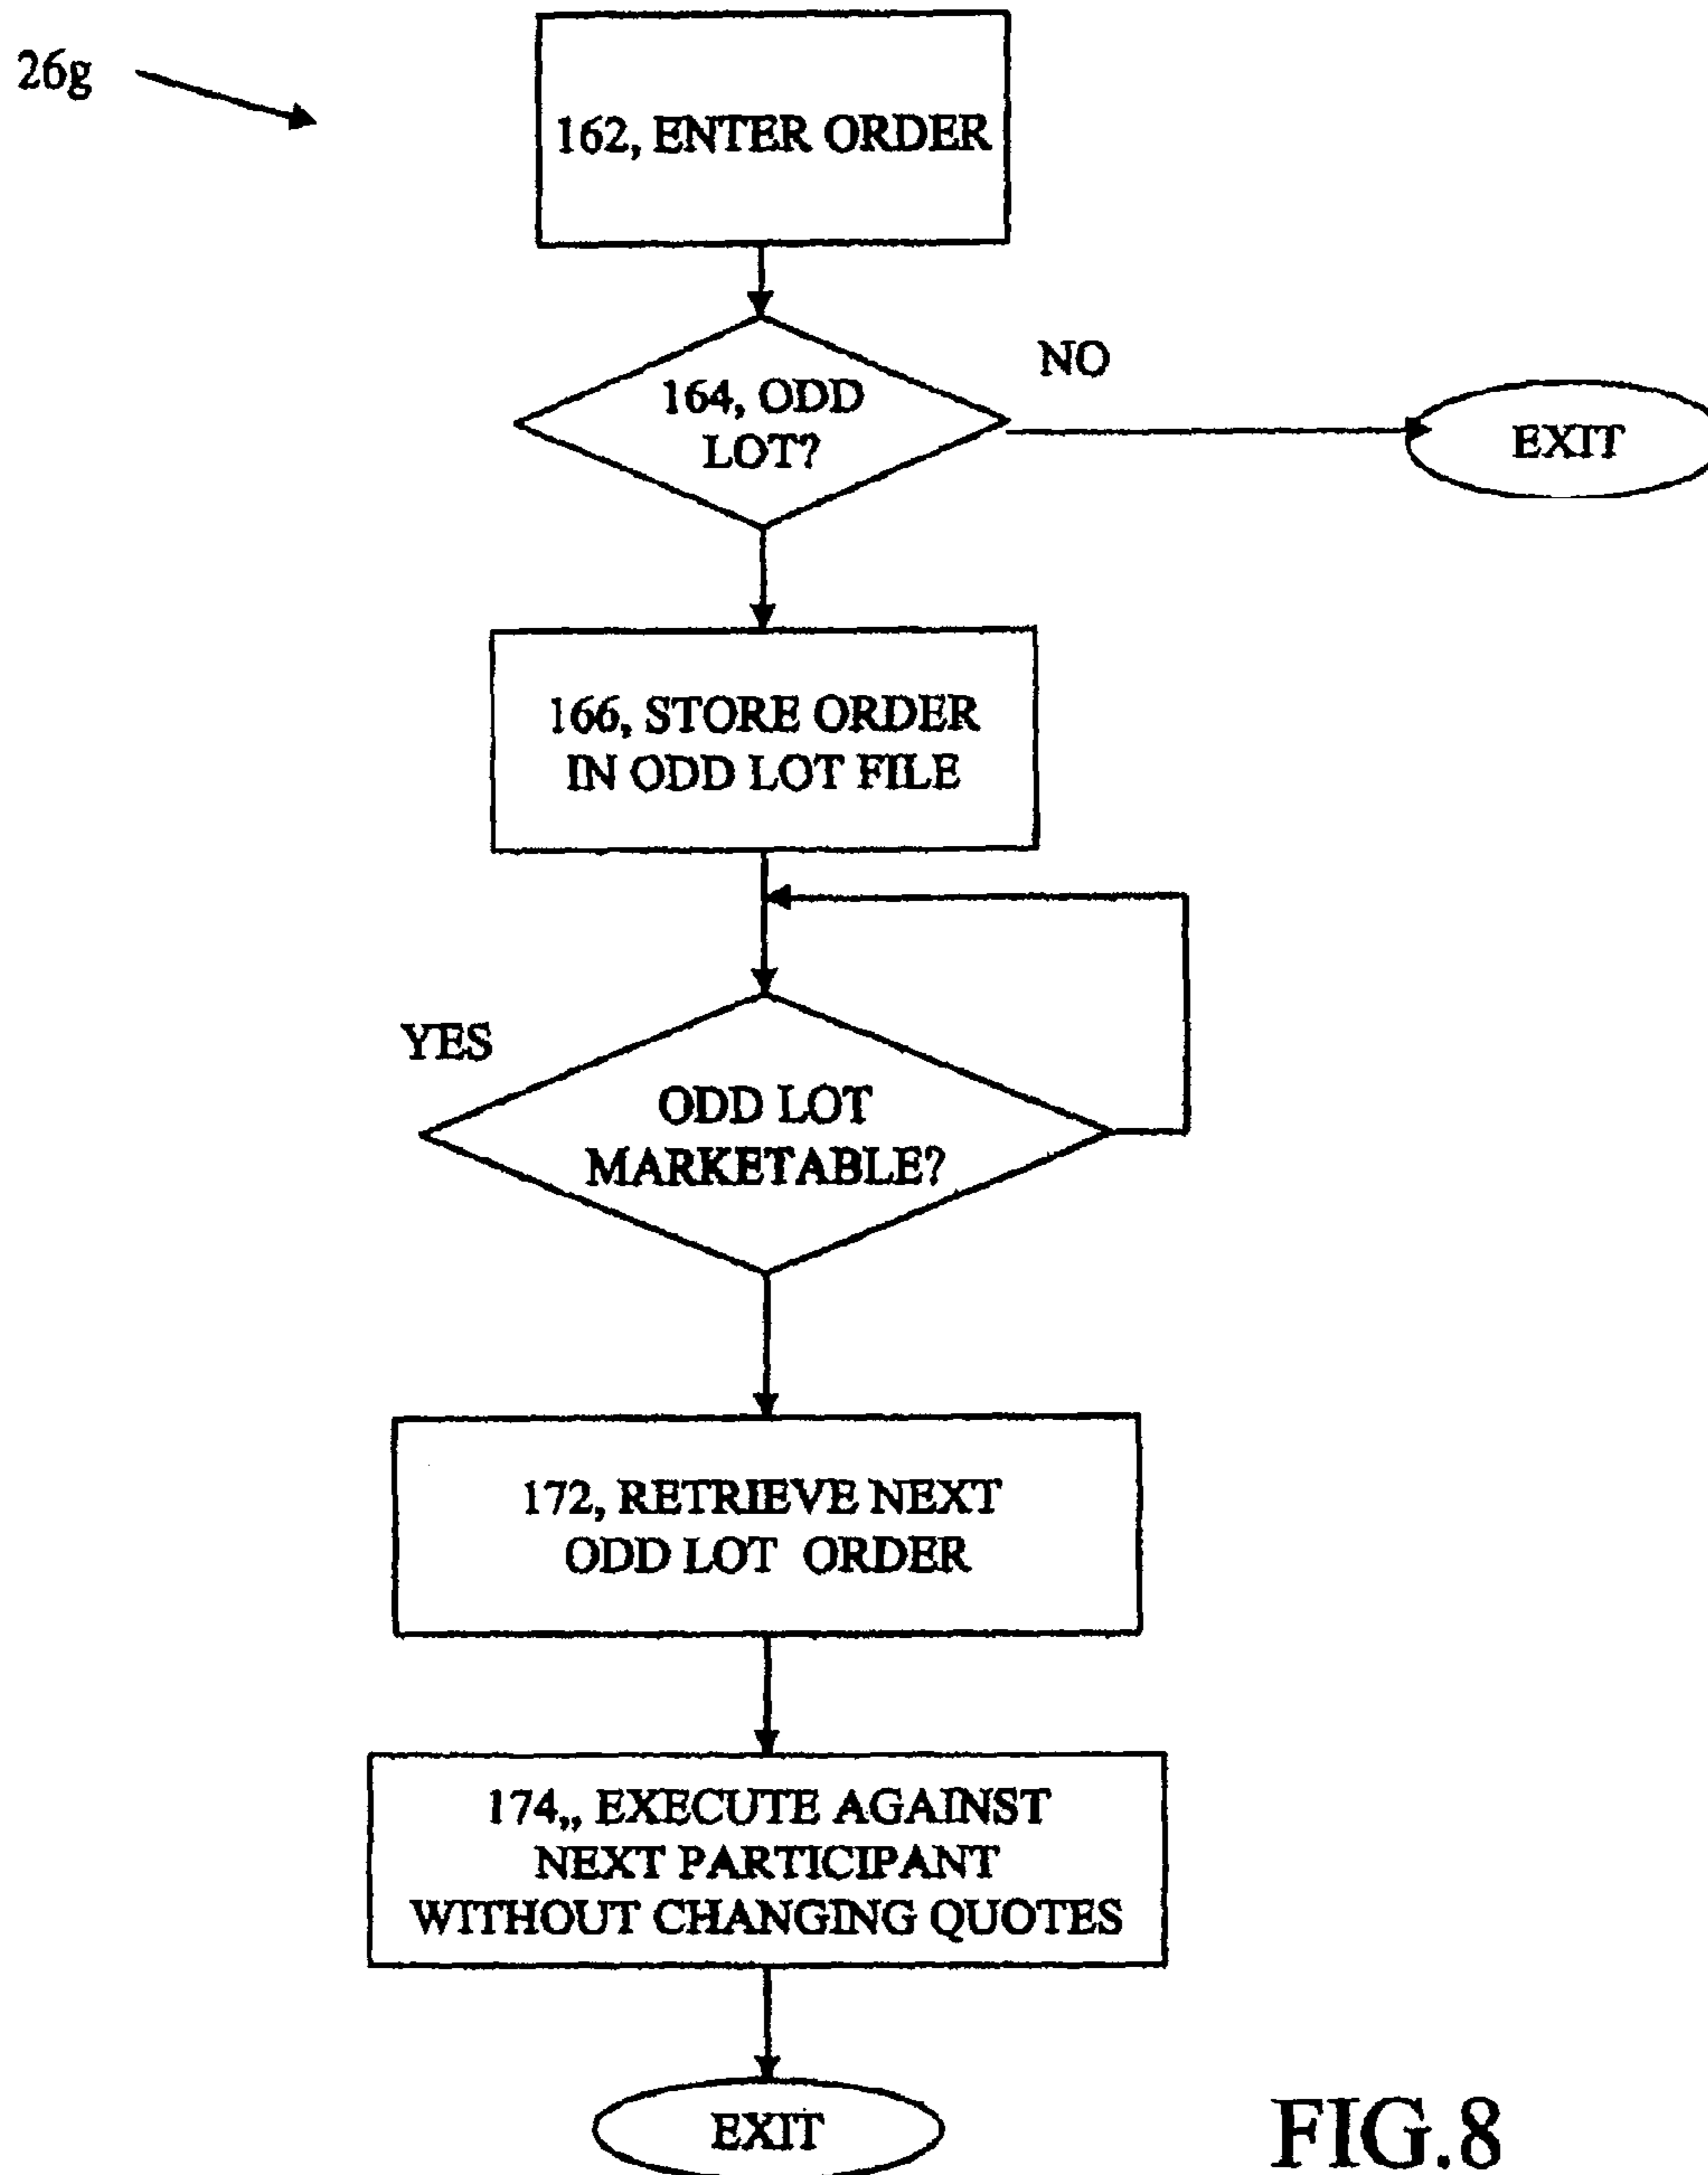 26g
162, ENTER ORDER
164, ODD
LOT?
NO
EXIT
166, STORE ORDER
IN ODD LOT FILE
YES
ODD LOT
MARKETABLE?
172, RETRIEVE NEXT
ODD LOT ORDER
174,, EXECUTE AGAINST
NEXT PARTICIPANT
WITHOUT CHANGING QUOTES
EXIT
FIG.8